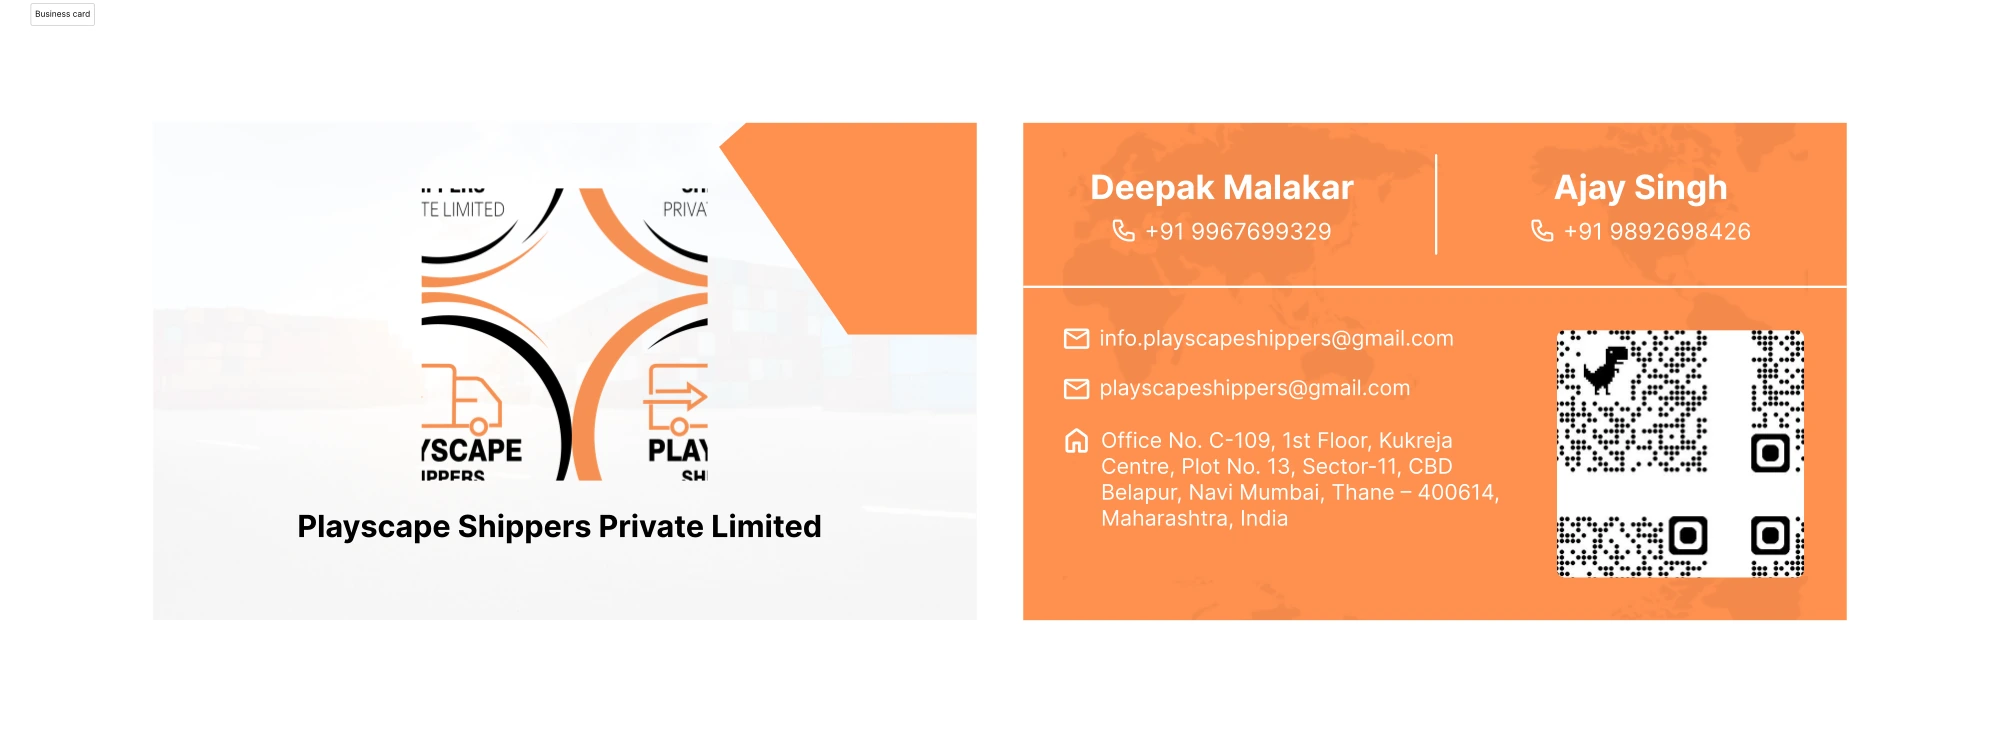 Business card
TE LIMITED
PRIVA
YSCAPE
IPPERS
PLAY
SH
Playscape Shippers Private Limited
Deepak Malakar
+91 9967699329
Ajay Singh
+91 9892698426
info.playscapeshippers@gmail.com
playscapeshippers@gmail.com
Office No. C-109, 1st Floor, Kukreja
Centre, Plot No. 13, Sector-11, CBD
Belapur, Navi Mumbai, Thane – 400614,
Maharashtra, India